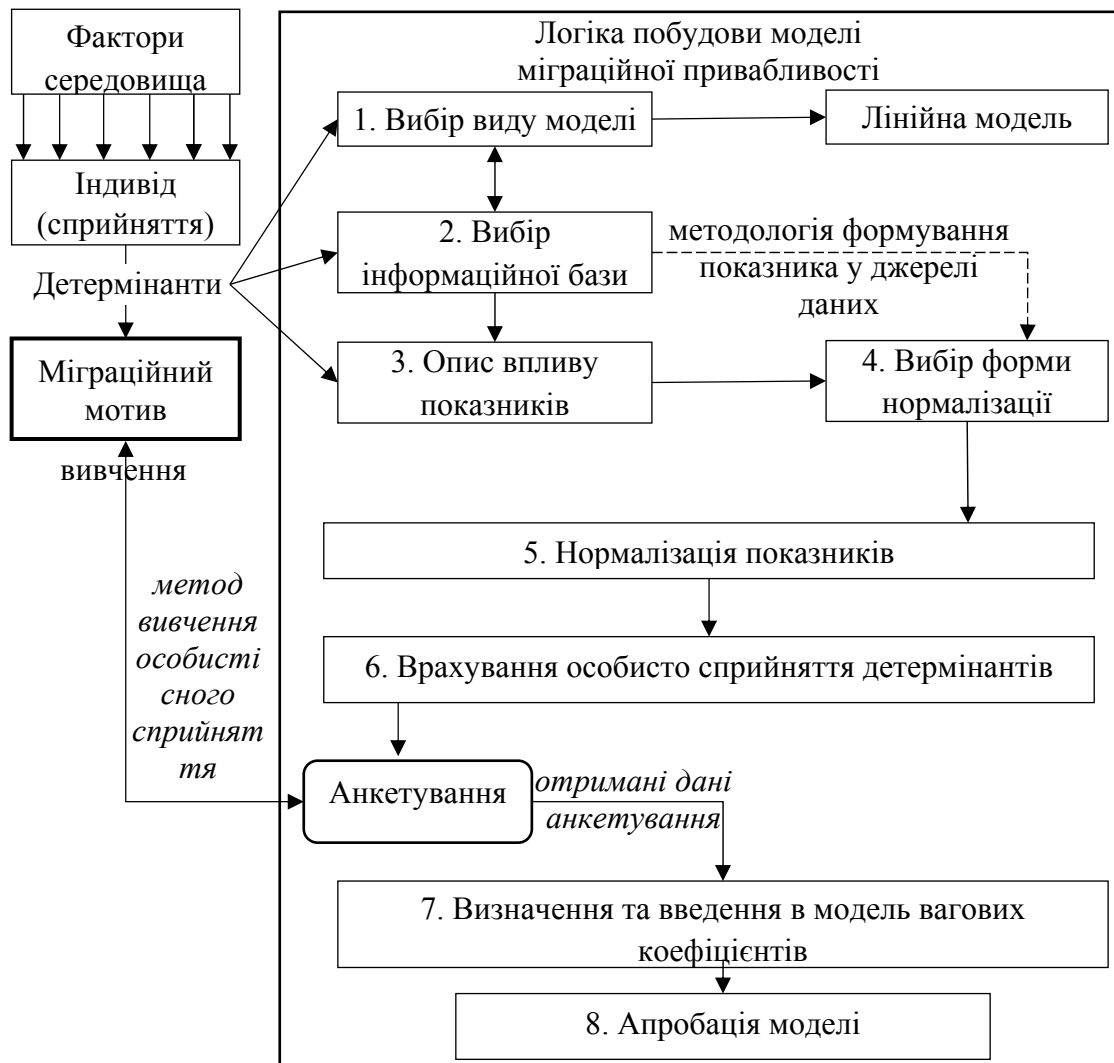 Фактори
середовища
Індивід
(сприйняття)
Детермінанти
Міграційний
мотив
вивчення
метод
вивчення
особисті
сного
сприйнят
тя
Логіка побудови моделі
міграційної привабливості
1. Вибір виду моделі
Лінійна модель
2. Вибір
інформаційної бази
методологія формування
показника у джерелі
даних
3. Опис впливу
показників
4. Вибір форми
нормалізації
5. Нормалізація показників
6. Врахування особисто сприйняття детермінантів
Анкетування
отримані дані
анкетування
7. Визначення та введення в модель вагових
коефіцієнтів
8. Апробація моделі